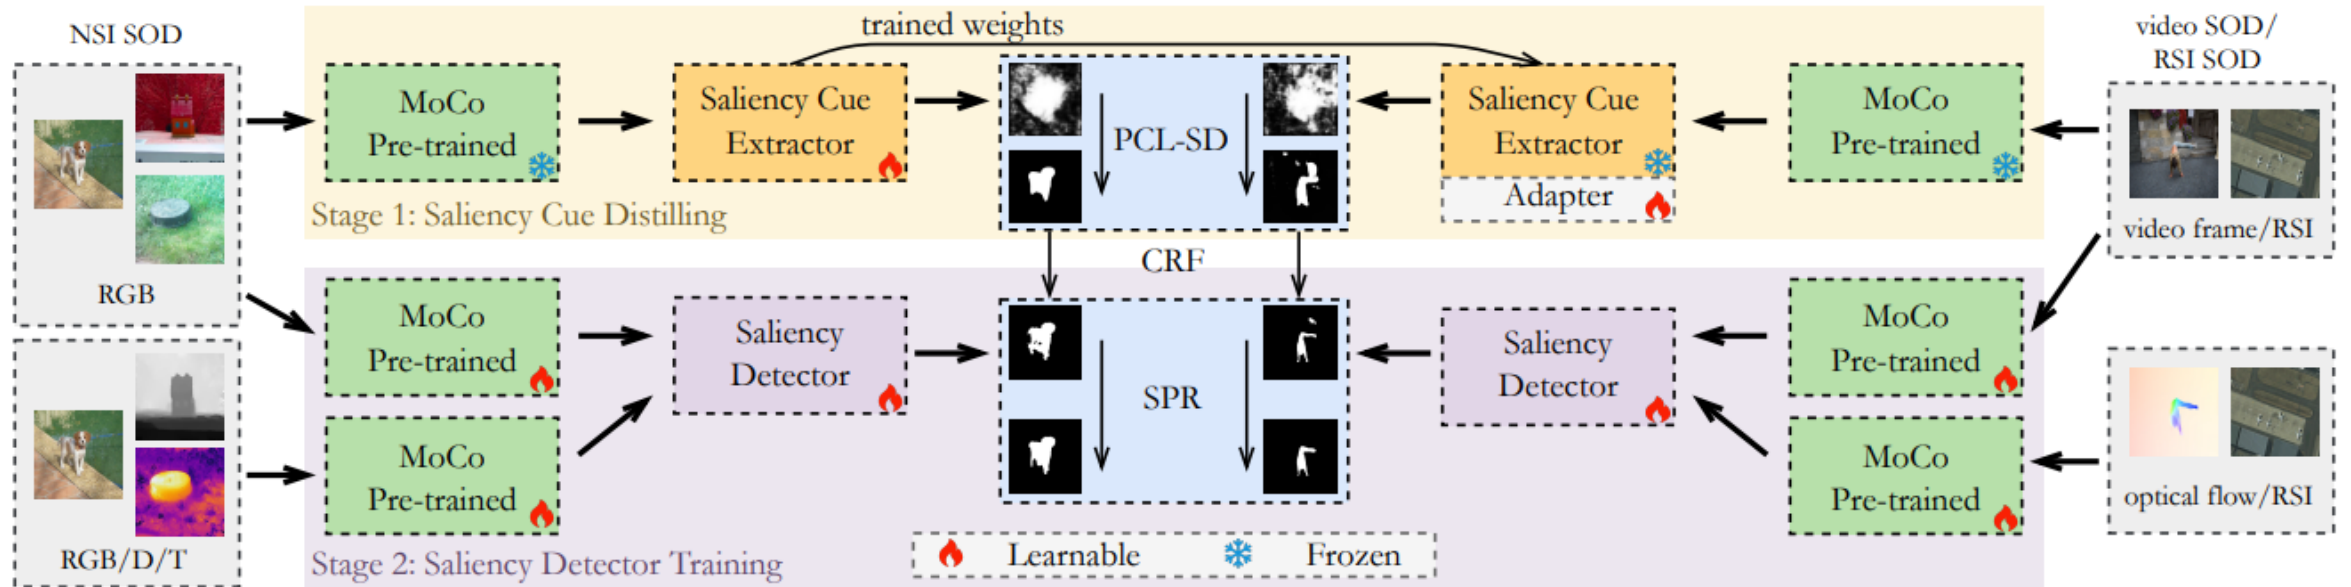 NSI SOD
RGB
RGB/D/T
trained weights
MoCo
Pre-trained
Saliency Cue
Extractor
PCL-SD
Saliency Cue
Extractor
Adapter
MoCo
Pre-trained
Stage 1: Saliency Cue Distilling
video SOD/
RSI SOD
video frame/RSI
CRF
MoCo
Pre-trained
MoCo
Pre-trained
Saliency
Detector
SPR
Saliency
Detector
MoCo
Pre-trained
MoCo
Pre-trained
optical flow/RSI
Stage 2: Saliency Detector Training
Learnable
Frozen